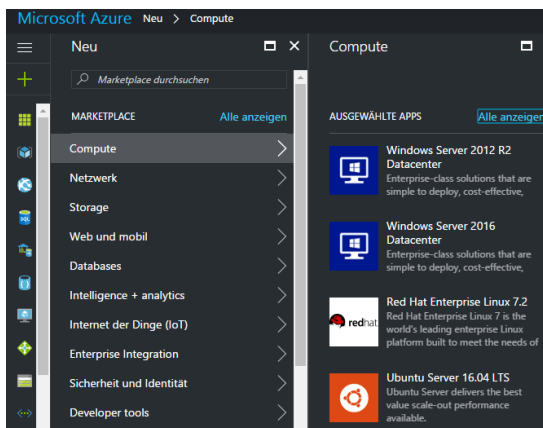 Microsoft Azure Neu > Compute
Neu
Compute
Marketplace durchsuchen
MARKETPLACE Alle anzeigen
Compute
Netzwerk
Storage
Web und mobil
Databases
Intelligence + analytics
Internet der Dinge (IoT)
Enterprise Integration
Sicherheit und Identität
Developer tools
AUSGEWÄHLTE APPS Alle anzeigen
Windows Server 2012 R2
Datacenter
Enterprise-class solutions that are
simple to deploy, cost-effective,
Windows Server 2016
Datacenter
Enterprise-class solutions that are
simple to deploy, cost-effective,
redhat
Red Hat Enterprise Linux 7.2
Red Hat Enterprise Linux 7 is the
world's leading enterprise Linux
platform built to meet the needs of
Ubuntu Server 16.04 LTS
Ubuntu Server delivers the best
value scale-out performance
available.
SQL